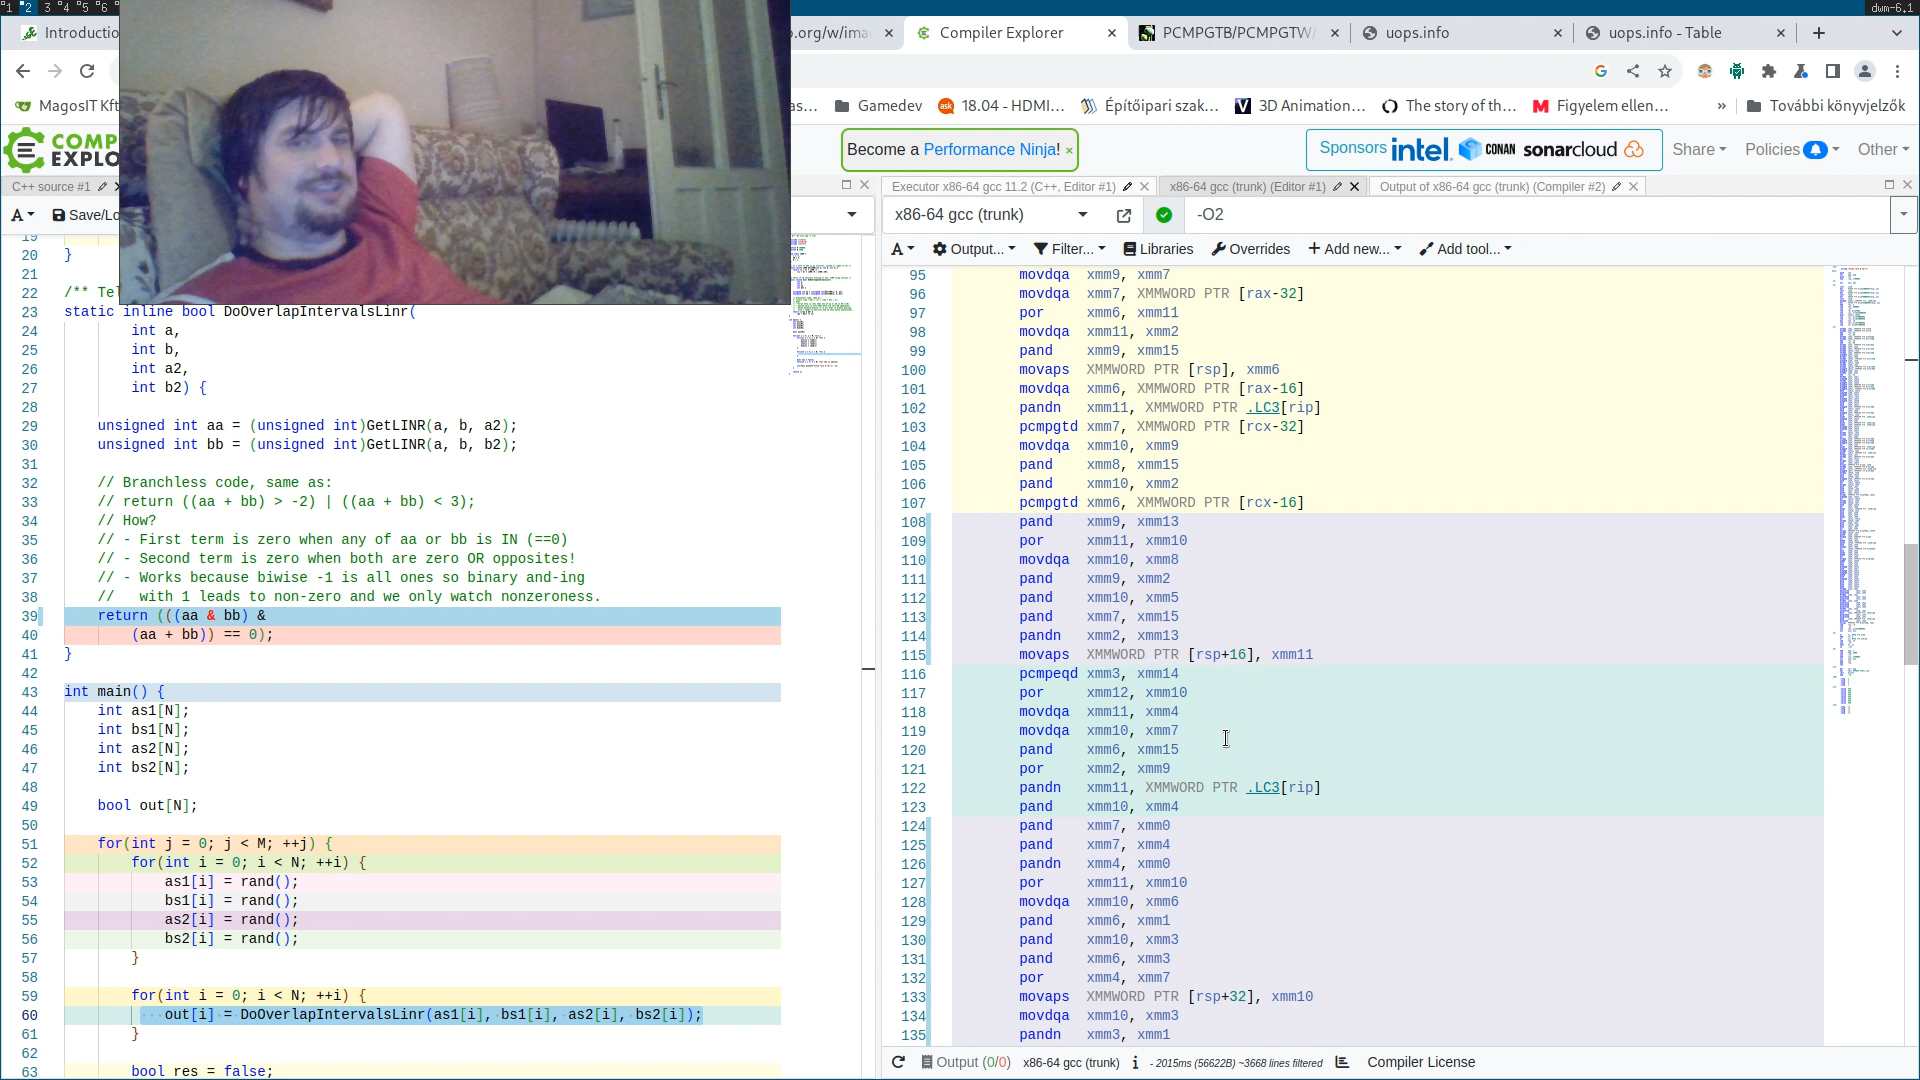 1 2 3 4 5 6
dwm-6.1
Introductio
o.org/w/ima ×
Compiler Explorer ×
PCMPGTB/PCMPGTW/ ×
uops.info ×
uops.info - Table ×
MagosIT Kft
as...
Gamedev
18.04 - HDMI...
Építőipari szak...
3D Animation...
The story of th...
Figyelem ellen...
»
További könyvjelzők
COMP
EXPLO
Become a Performance Ninja! ×
Sponsors intel. CONAN sonarcloud
Share
Policies
Other
C++ source #1
Executor x86-64 gcc 11.2 (C++, Editor #1)
x86-64 gcc (trunk) (Editor #1)
Output of x86-64 gcc (trunk) (Compiler #2)
A
Save/Lo
x86-64 gcc (trunk)
-O2
A
Output...
Filter...
Libraries
Overrides
+ Add new...
Add tool...
19
20 }
21
22 /** Tel
23 static inline bool DoOverlapIntervalsLinr(
24 int a,
25 int b,
26 int a2,
27 int b2) {
28
29 unsigned int aa = (unsigned int)GetLINR(a, b, a2);
30 unsigned int bb = (unsigned int)GetLINR(a, b, b2);
31
32 // Branchless code, same as:
33 // return ((aa + bb) > -2) | ((aa + bb) < 3);
34 // How?
35 // - First term is zero when any of aa or bb is IN (==0)
36 // - Second term is zero when both are zero OR opposites!
37 // - Works because biwise -1 is all ones so binary and-ing
38 // with 1 leads to non-zero and we only watch nonzeroness.
39 return (((aa & bb) &
40 (aa + bb)) == 0);
41 }
42
43 int main() {
44 int as1[N];
45 int bs1[N];
46 int as2[N];
47 int bs2[N];
48
49 bool out[N];
50
51 for(int j = 0; j < M; ++j) {
52 for(int i = 0; i < N; ++i) {
53 as1[i] = rand();
54 bs1[i] = rand();
55 as2[i] = rand();
56 bs2[i] = rand();
57 }
58
59 for(int i = 0; i < N; ++i) {
60 out[i] = DoOverlapIntervalsLinr(as1[i], bs1[i], as2[i], bs2[i]);
61 }
62
63 bool res = false;
95 movdqa xmm9, xmm7
96 movdqa xmm7, XMMWORD PTR [rax-32]
97 por xmm6, xmm11
98 movdqa xmm11, xmm2
99 pand xmm9, xmm15
100 movaps XMMWORD PTR [rsp], xmm6
101 movdqa xmm6, XMMWORD PTR [rax-16]
102 pandn xmm11, XMMWORD PTR .LC3[rip]
103 pcmpgtd xmm7, XMMWORD PTR [rcx-32]
104 movdqa xmm10, xmm9
105 pand xmm8, xmm15
106 pand xmm10, xmm2
107 pcmpgtd xmm6, XMMWORD PTR [rcx-16]
108 pand xmm9, xmm13
109 por xmm11, xmm10
110 movdqa xmm10, xmm8
111 pand xmm9, xmm2
112 pand xmm10, xmm5
113 pand xmm7, xmm15
114 pandn xmm2, xmm13
115 movaps XMMWORD PTR [rsp+16], xmm11
116 pcmpeqd xmm3, xmm14
117 por xmm12, xmm10
118 movdqa xmm11, xmm4
119 movdqa xmm10, xmm7
120 pand xmm6, xmm15
121 por xmm2, xmm9
122 pandn xmm11, XMMWORD PTR .LC3[rip]
123 pand xmm10, xmm4
124 pand xmm7, xmm0
125 pand xmm7, xmm4
126 pandn xmm4, xmm0
127 por xmm11, xmm10
128 movdqa xmm10, xmm6
129 pand xmm6, xmm1
130 pand xmm10, xmm3
131 pand xmm6, xmm3
132 por xmm4, xmm7
133 movaps XMMWORD PTR [rsp+32], xmm10
134 movdqa xmm10, xmm3
135 pandn xmm3, xmm1
Output (0/0) x86-64 gcc (trunk) i - 2015ms (56622B) ~3668 lines filtered Compiler License